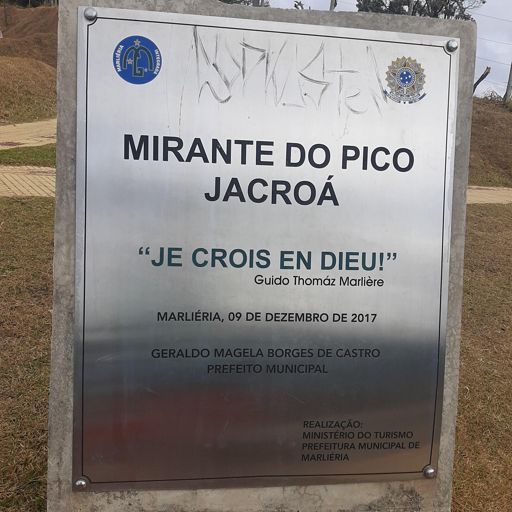 MARLIÉRIA
MIRANTE DO PICO
JACROÁ
“JE CROIS EN DIEU!”
Guido Thomáz Marlière
MARLIÉRIA, 09 DE DEZEMBRO DE 2017
GERALDO MAGELA BORGES DE CASTRO
PREFEITO MUNICIPAL
REALIZAÇÃO:
MINISTÉRIO DO TURISMO
PREFEITURA MUNICIPAL DE
MARLIÉRIA